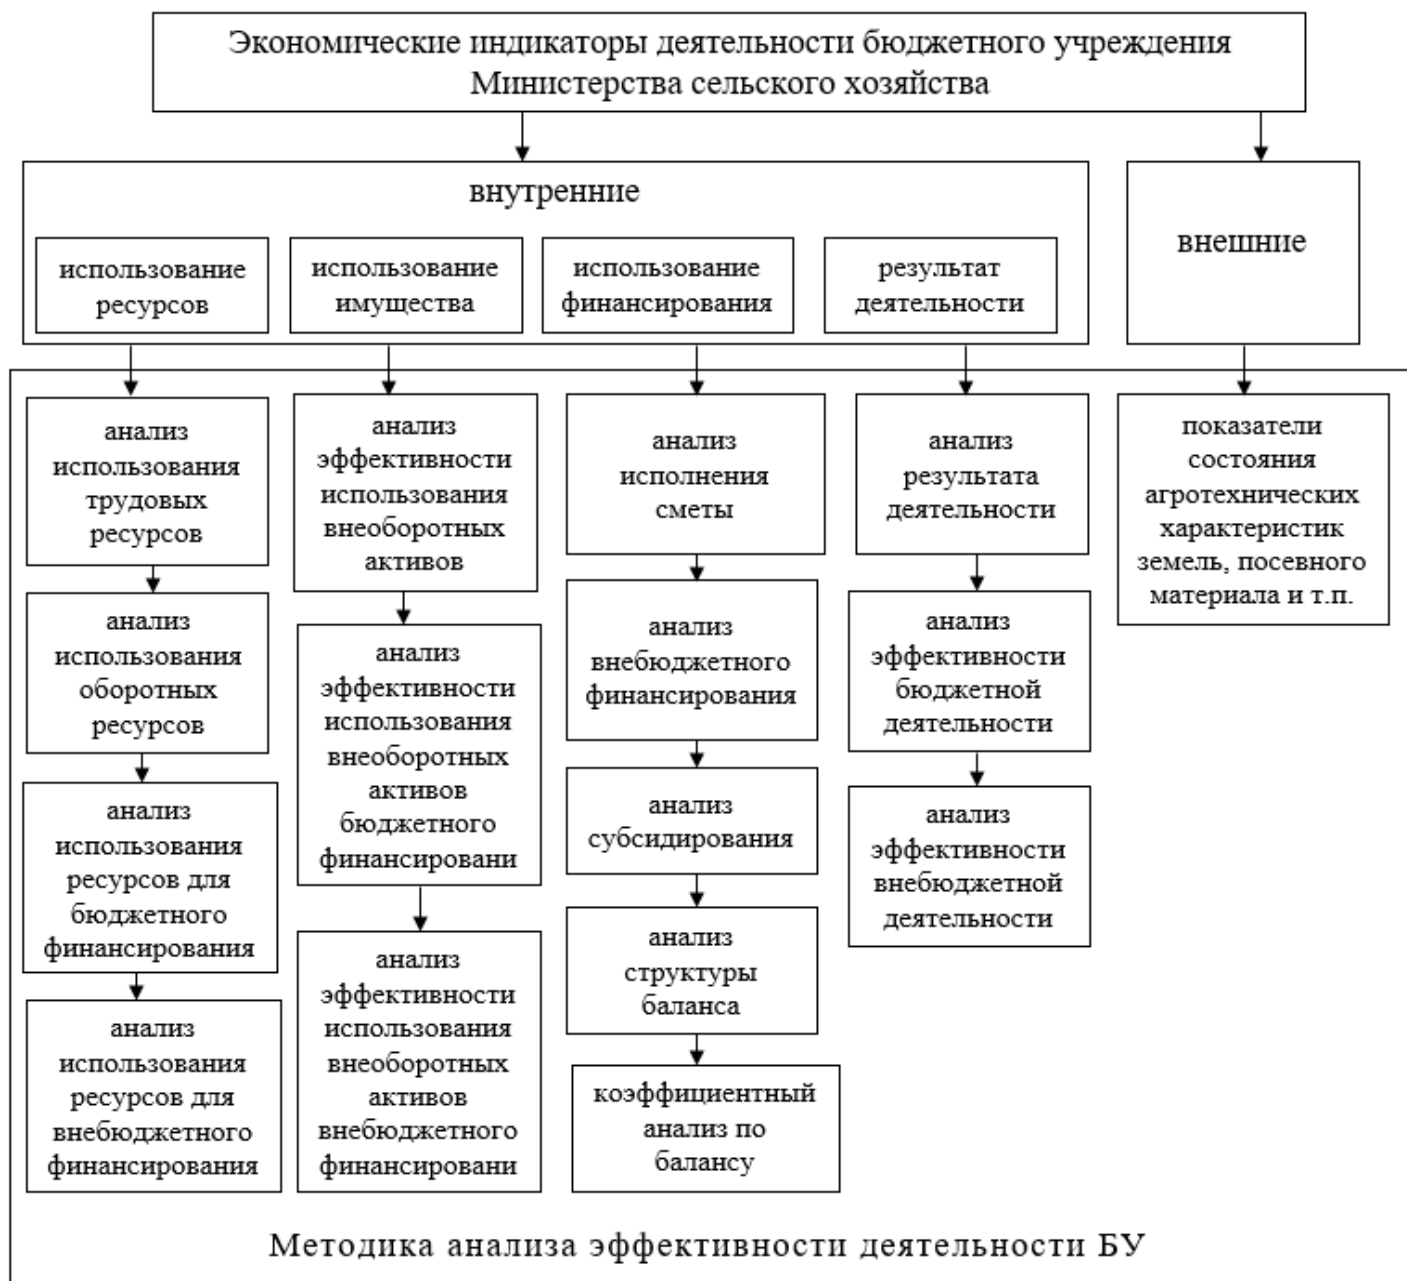 Экономические индикаторы деятельности бюджетного учреждения
Министерства сельского хозяйства
внутренние
использование
ресурсов
использование
имущества
использование
финансирования
результат
деятельности
внешние
анализ
использования
трудовых
ресурсов
анализ
использования
оборотных
ресурсов
анализ
использования
ресурсов для
бюджетного
финансирования
анализ
использования
ресурсов для
внебюджетного
финансирования
анализ
эффективности
использования
внеоборотных
активов
анализ
эффективности
использования
внеоборотных
активов
бюджетного
финансировани
анализ
эффективности
использования
внеоборотных
активов
внебюджетного
финансировани
анализ
исполнения
сметы
анализ
внебюджетного
финансирования
анализ
субсидирования
анализ
структуры
баланса
коэффициентный
анализ по
балансу
анализ
результата
деятельности
анализ
эффективности
бюджетной
деятельности
анализ
эффективности
внебюджетной
деятельности
показатели
состояния
агротехнических
характеристик
земель, посевного
материала и т.п.
Методика анализа эффективности деятельности БУ